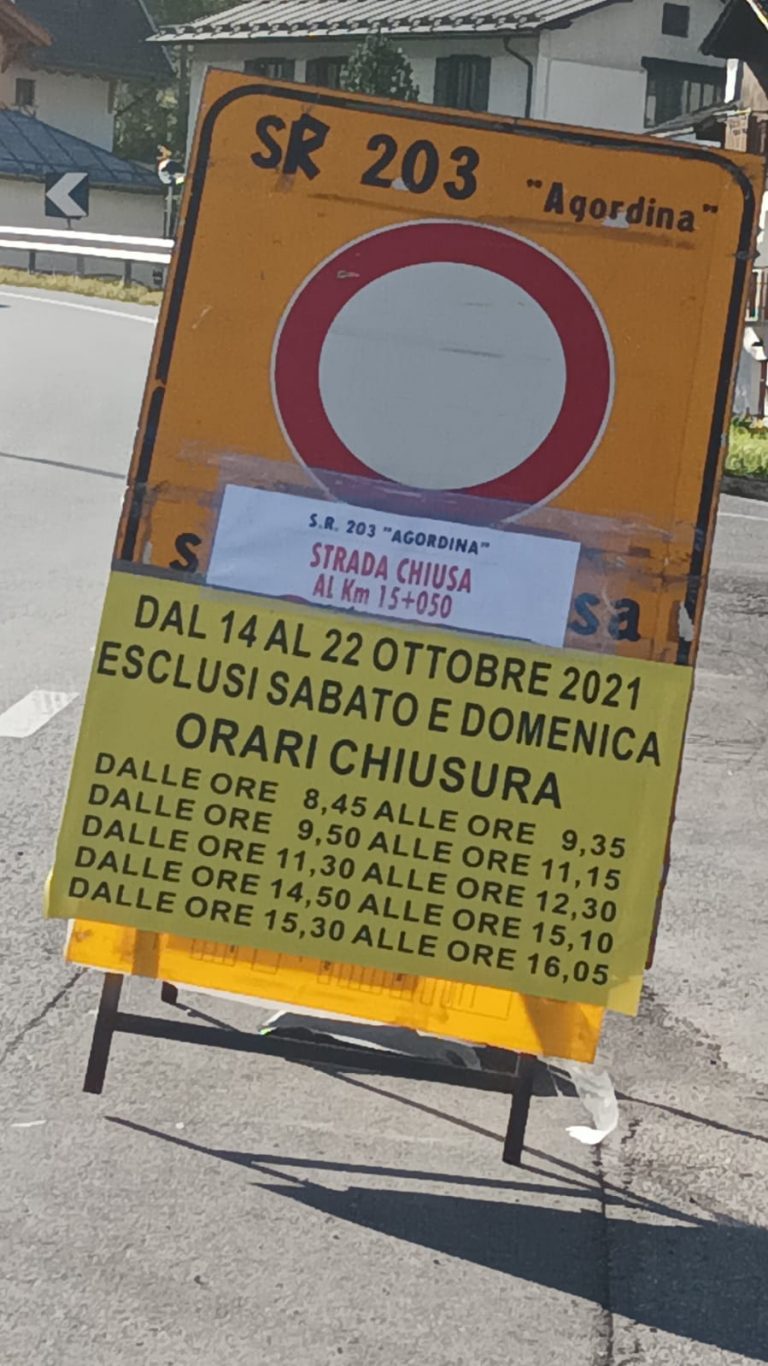 SR 203 "Agordina"
S.R. 203 "AGORDINA"
STRADA CHIUSA
AL Km 15+050
s sa
DAL 14 AL 22 OTTOBRE 2021
ESCLUSI SABATO E DOMENICA
ORARI CHIUSURA
DALLE ORE 8,45 ALLE ORE 9,35
DALLE ORE 9,50 ALLE ORE 11,15
DALLE ORE 11,30 ALLE ORE 12,30
DALLE ORE 14,50 ALLE ORE 15,10
DALLE ORE 15,30 ALLE ORE 16,05